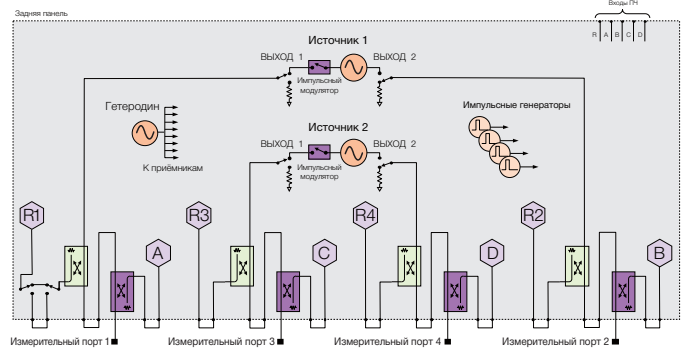 Входы ПЧ
Задняя панель
R A B C D
Источник 1
ВЫХОД 1
ВЫХОД 2
Импульсный
модулятор
Гетеродин
К приёмникам
Импульсные генераторы
Источник 2
ВЫХОД 1
ВЫХОД 2
Импульсный
модулятор
R1
A
R3
C
R4
D
R2
B
Измерительный порт 1
Измерительный порт 3
Измерительный порт 4
Измерительный порт 2